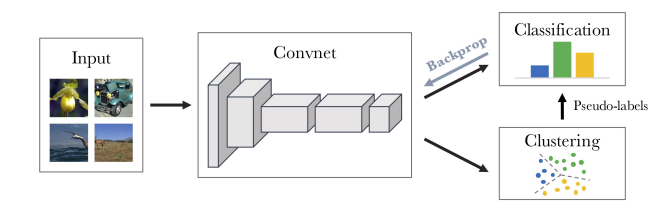 Input
Convnet
Backprop
Classification
Pseudo-labels
Clustering